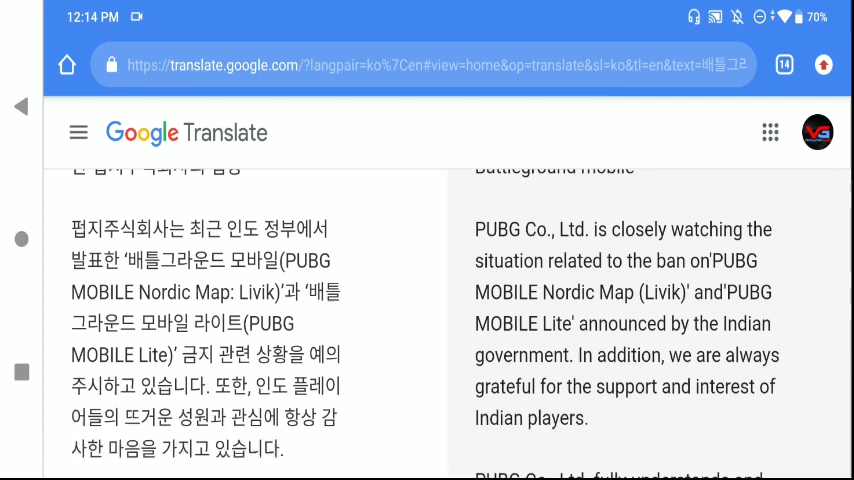 12:14 PM
70%
https://translate.google.com/?langpair=ko%7Cen#view=home&op=translate&sl=ko&tl=en&text=배틀그라
14
Google Translate
VG
펍지주식회사는 최근 인도 정부에서
발표한 ‘배틀그라운드 모바일(PUBG
MOBILE Nordic Map: Livik)’과 ‘배틀
그라운드 모바일 라이트(PUBG
MOBILE Lite)’ 금지 관련 상황을 예의
주시하고 있습니다. 또한, 인도 플레이
어들의 뜨거운 성원과 관심에 항상 감
사한 마음을 가지고 있습니다.
Battleground mobile
PUBG Co., Ltd. is closely watching the
situation related to the ban on'PUBG
MOBILE Nordic Map (Livik)' and'PUBG
MOBILE Lite' announced by the Indian
government. In addition, we are always
grateful for the support and interest of
Indian players.
PUBG Co., Ltd. fully understands and